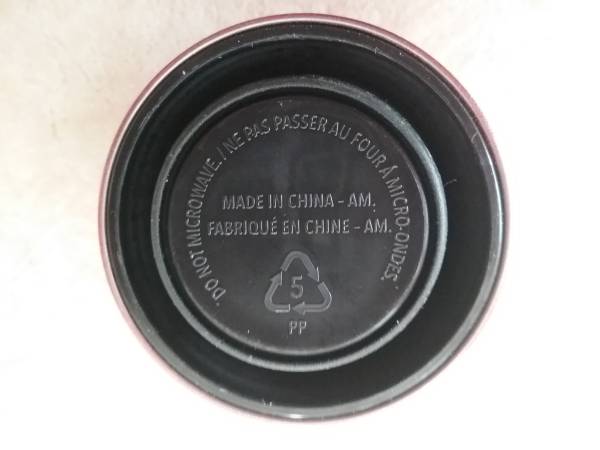 DO NOT MICROWAVE. / NE PAS PASSER AU FOUR Á MICRO-ONDES.
MADE IN CHINA - AM.
FABRIQUÉ EN CHINE - AM.
5
PP